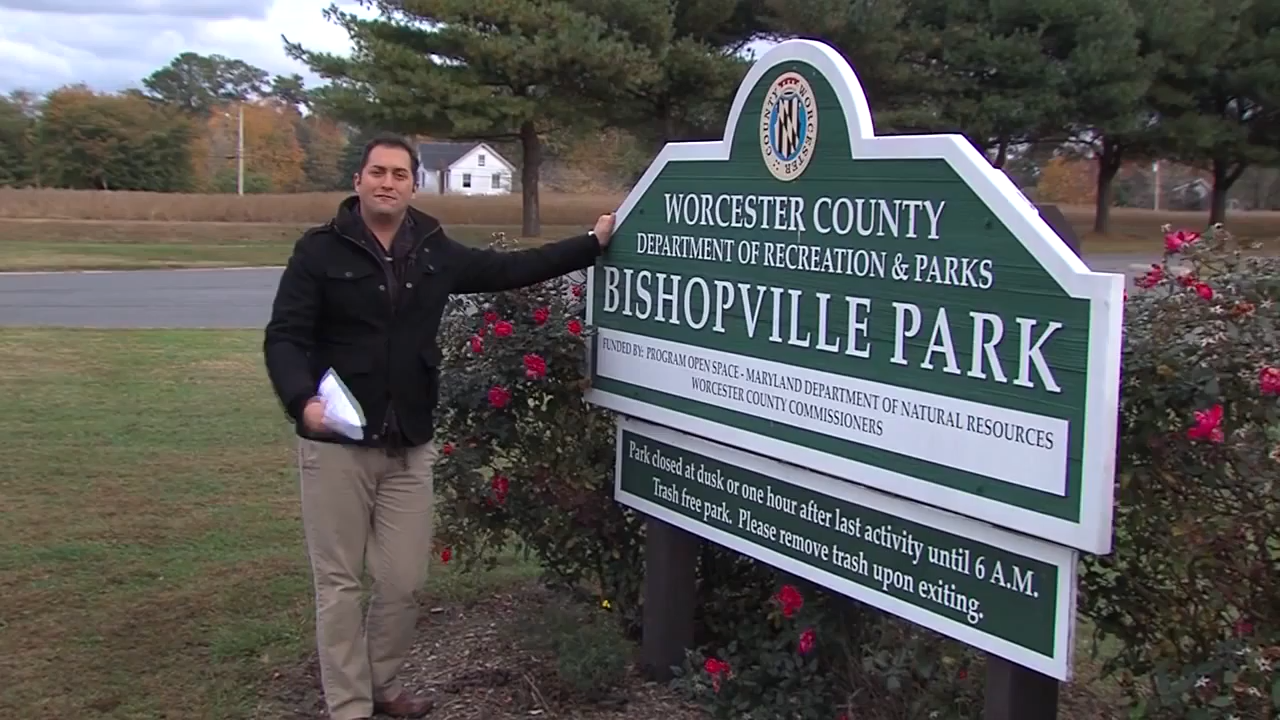 COUNTY WORCESTER
WORCESTER COUNTY
DEPARTMENT OF RECREATION & PARKS
BISHOPVILLE PARK
FUNDED BY: PROGRAM OPEN SPACE - MARYLAND DEPARTMENT OF NATURAL RESOURCES
WORCESTER COUNTY COMMISSIONERS
Park closed at dusk or one hour after last activity until 6 A.M.
Trash free park. Please remove trash upon exiting.